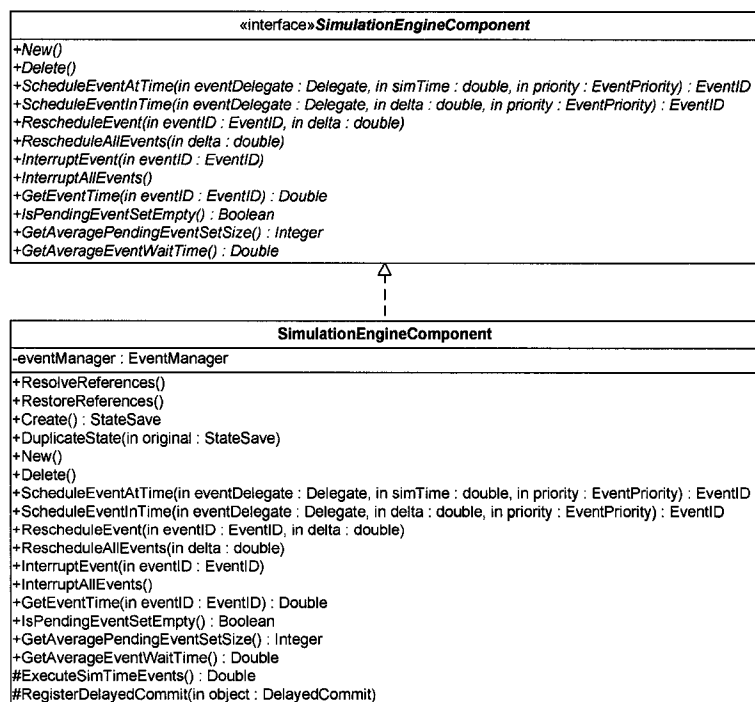 «interface»SimulationEngineComponent
+New()
+Delete()
+ScheduleEventAtTime(in eventDelegate : Delegate, in simTime : double, in priority : EventPriority) : EventID
+ScheduleEventInTime(in eventDelegate : Delegate, in delta : double, in priority : EventPriority) : EventID
+RescheduleEvent(in eventID : EventID, in delta : double)
+RescheduleAllEvents(in delta : double)
+InterruptEvent(in eventID : EventID)
+InterruptAllEvents()
+GetEventTime(in eventID : EventID) : Double
+IsPendingEventSetEmpty() : Boolean
+GetAveragePendingEventSetSize() : Integer
+GetAverageEventWaitTime() : Double
SimulationEngineComponent
-eventManager : EventManager
+ResolveReferences()
+RestoreReferences()
+Create() : StateSave
+DuplicateState(in original : StateSave)
+New()
+Delete()
+ScheduleEventAtTime(in eventDelegate : Delegate, in simTime : double, in priority : EventPriority) : EventID
+ScheduleEventInTime(in eventDelegate : Delegate, in delta : double, in priority : EventPriority) : EventID
+RescheduleEvent(in eventID : EventID, in delta : double)
+RescheduleAllEvents(in delta : double)
+InterruptEvent(in eventID : EventID)
+InterruptAllEvents()
+GetEventTime(in eventID : EventID) : Double
+IsPendingEventSetEmpty() : Boolean
+GetAveragePendingEventSetSize() : Integer
+GetAverageEventWaitTime() : Double
#ExecuteSimTimeEvents() : Double
#RegisterDelayedCommit(in object : DelayedCommit)